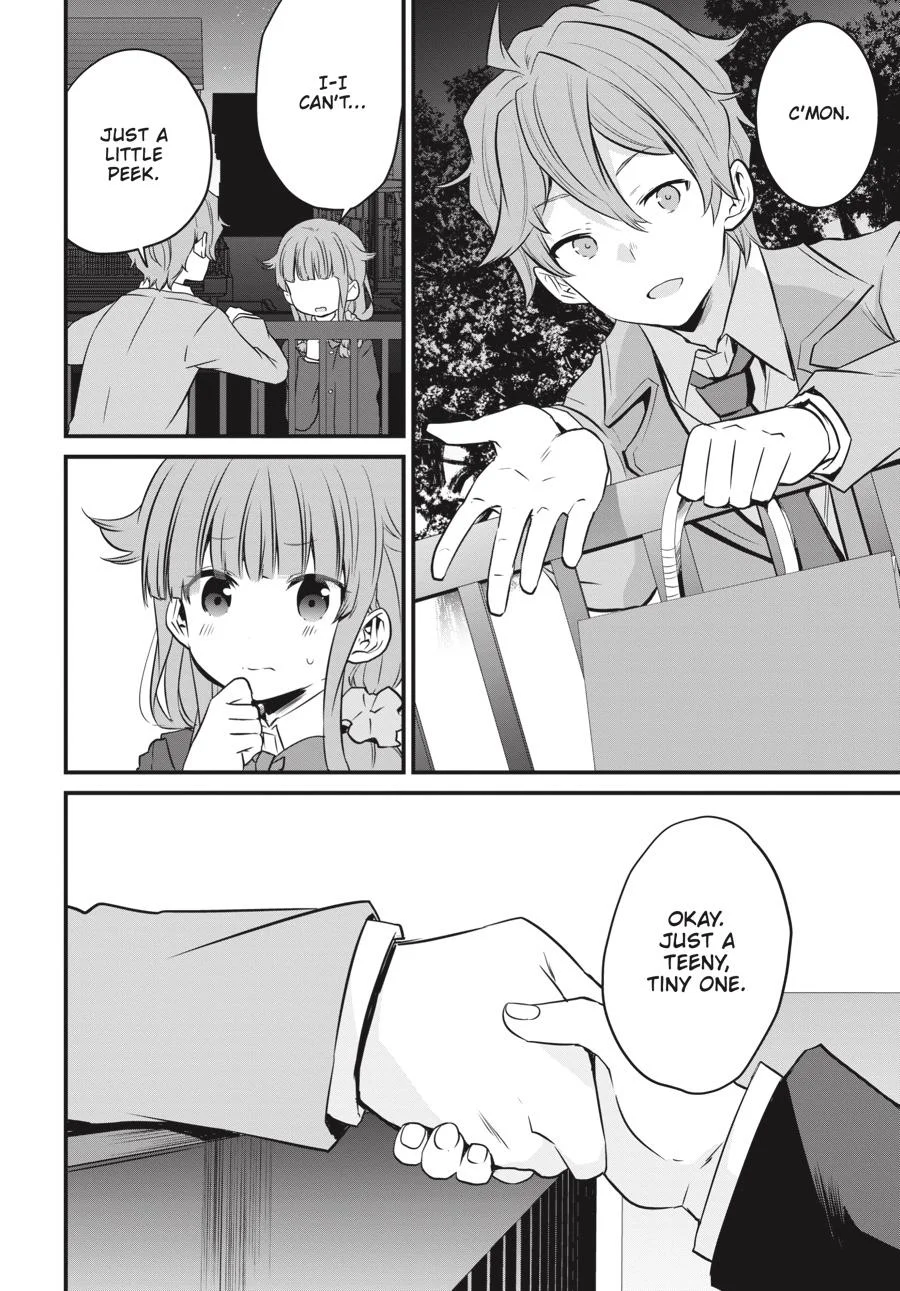 C'MON.
I-I
CAN'T...
JUST A
LITTLE
PEEK.
OKAY.
JUST A
TEENY,
TINY ONE.